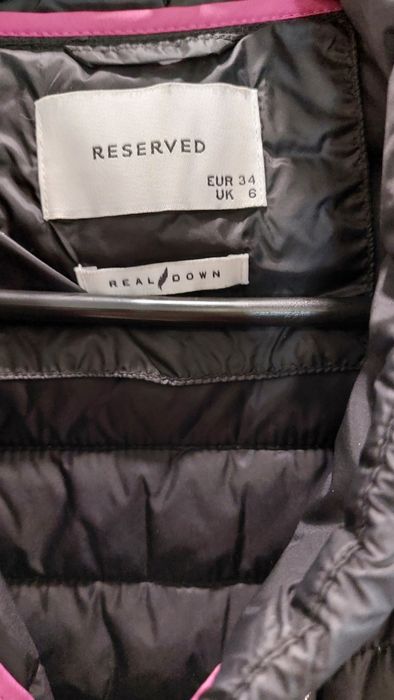 RESERVED
EUR 34
UK 6
REAL DOWN